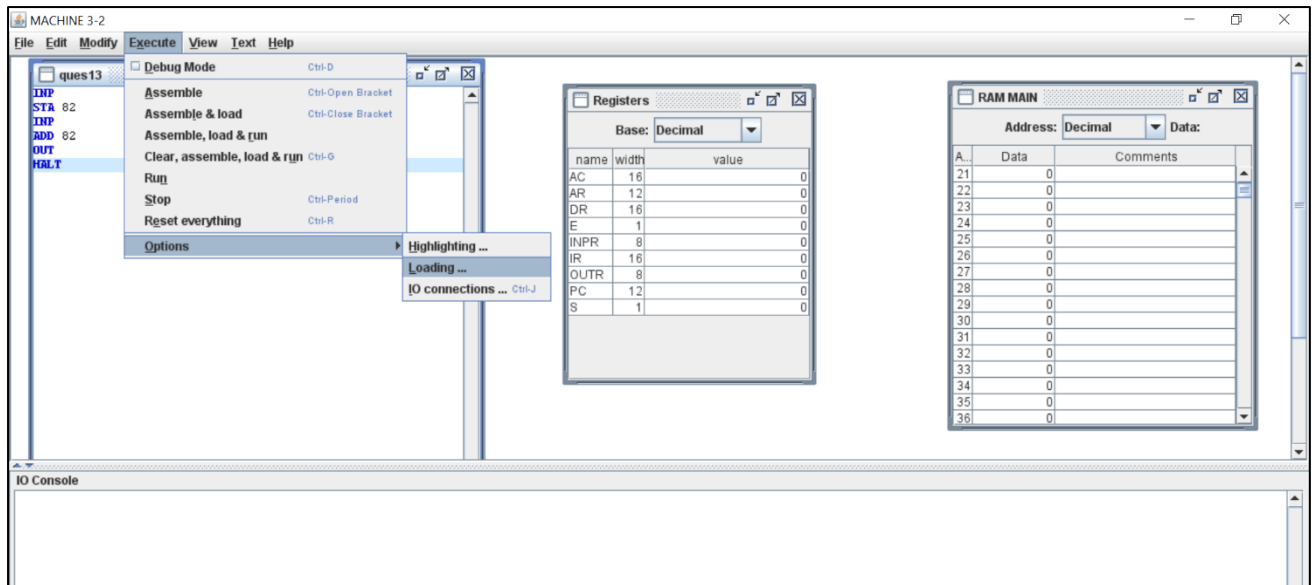 MACHINE 3-2
File Edit Modify Execute View Text Help
ques13
INP
STA 82
INP
ADD 82
OUT
HALT
Debug Mode Ctrl-D
Assemble Ctrl-Open Bracket
Assemble & load Ctrl-Close Bracket
Assemble, load & run
Clear, assemble, load & run Ctrl-G
Run
Stop Ctrl-Period
Reset everything Ctrl-R
Options
Highlighting ...
Loading ...
IO connections ... Ctrl-J
Registers
Base: Decimal
name width value
AC 16 0
AR 12 0
DR 16 0
E 1 0
INPR 8 0
IR 16 0
OUTR 8 0
PC 12 0
S 1 0
RAM MAIN
Address: Decimal Data:
A... Data Comments
21 0
22 0
23 0
24 0
25 0
26 0
27 0
28 0
29 0
30 0
31 0
32 0
33 0
34 0
35 0
36 0
IO Console